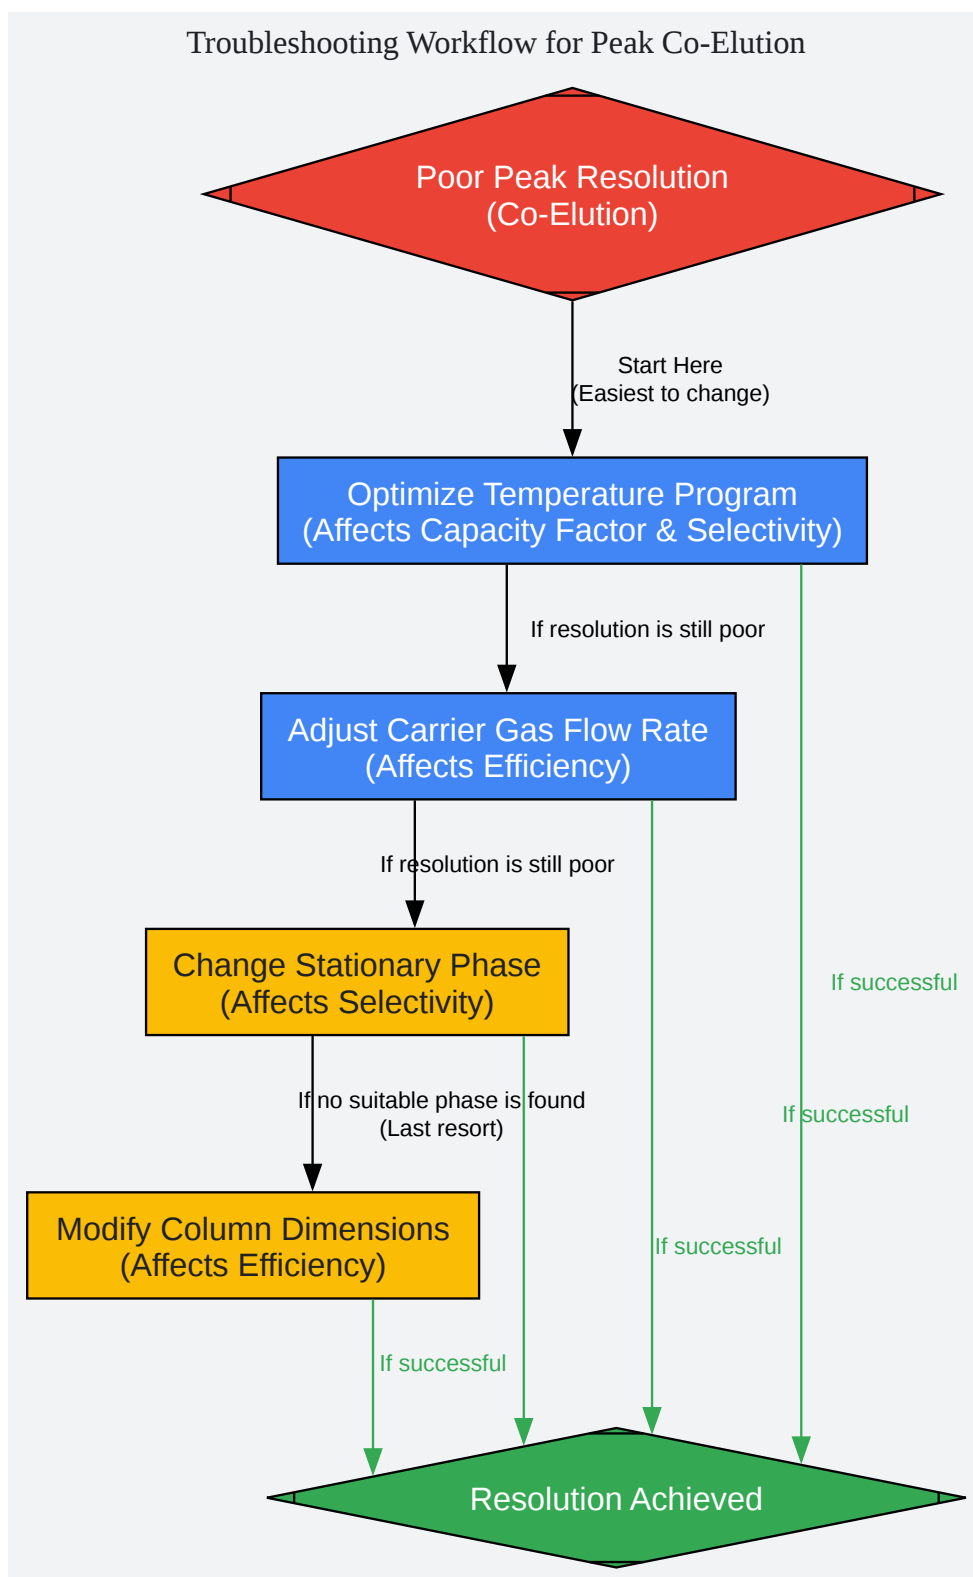 Troubleshooting Workflow for Peak Co-Elution
Poor Peak Resolution
(Co-Elution)
Start Here
(Easiest to change)
Optimize Temperature Program
(Affects Capacity Factor & Selectivity)
If resolution is still poor
Adjust Carrier Gas Flow Rate
(Affects Efficiency)
If resolution is still poor
Change Stationary Phase
(Affects Selectivity)
If successful
If no suitable phase is found
(Last resort)
If successful
Modify Column Dimensions
(Affects Efficiency)
If successful
If successful
Resolution Achieved